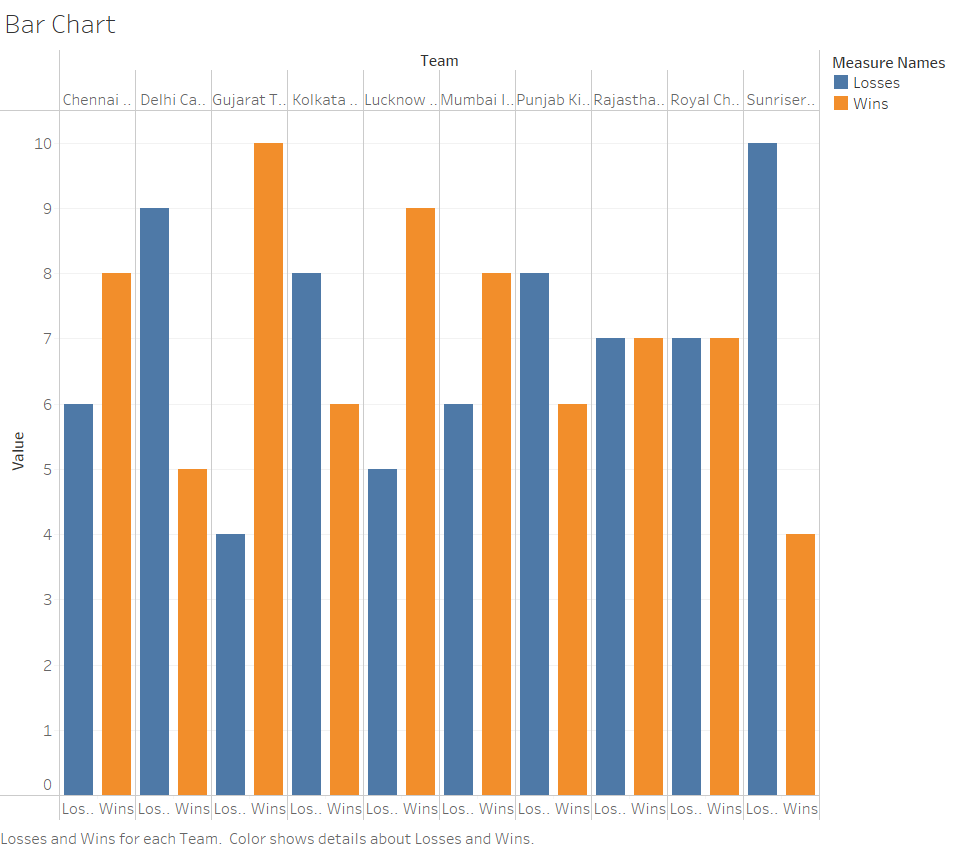 Bar Chart
Team
Measure Names
Losses
Wins
Chennai .. Delhi Ca.. Gujarat T.. Kolkata .. Lucknow .. Mumbai I.. Punjab Ki.. Rajastha.. Royal Ch.. Sunriser..
10
9
8
7
6
5
4
3
2
1
0
Value
Los.. Wins Los.. Wins Los.. Wins Los.. Wins Los.. Wins Los.. Wins Los.. Wins Los.. Wins Los.. Wins Los.. Wins
Losses and Wins for each Team. Color shows details about Losses and Wins.